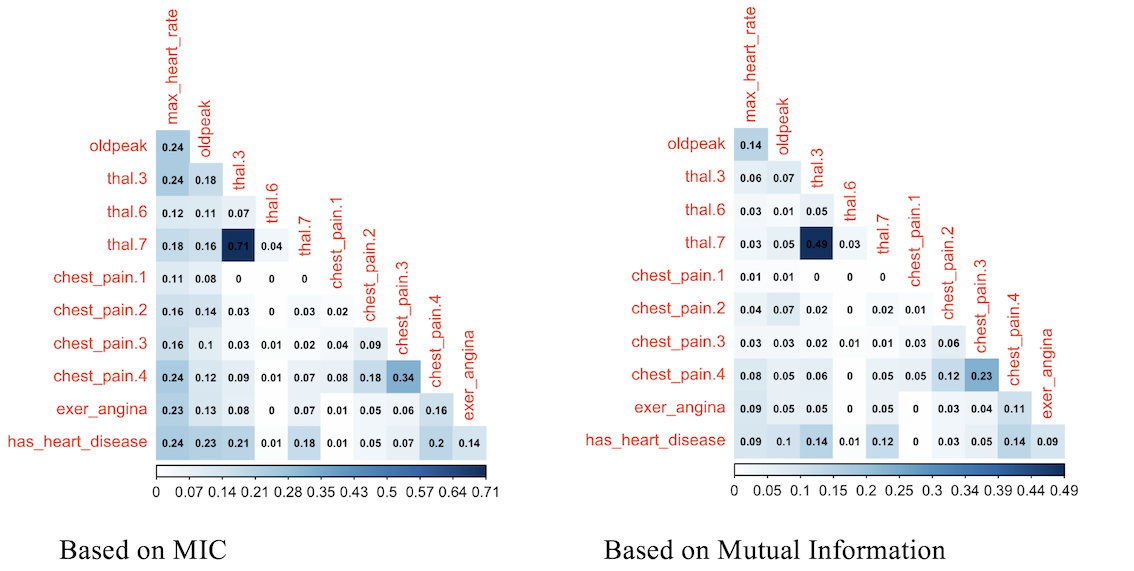 max_heart_rate
oldpeak 0.24 oldpeak
thal.3 0.24 0.18 thal.3
thal.6 0.12 0.11 0.07 thal.6
thal.7 0.18 0.16 0.71 0.04 thal.7
chest_pain.1 0.11 0.08 0 0 0 chest_pain.1
chest_pain.2 0.16 0.14 0.03 0 0.03 0.02 chest_pain.2
chest_pain.3 0.16 0.1 0.03 0.01 0.02 0.04 0.09 chest_pain.3
chest_pain.4 0.24 0.12 0.09 0.01 0.07 0.08 0.18 0.34 chest_pain.4
exer_angina 0.23 0.13 0.08 0 0.07 0.01 0.05 0.06 0.16 exer_angina
has_heart_disease 0.24 0.23 0.21 0.01 0.18 0.01 0.05 0.07 0.2 0.14
0 0.07 0.14 0.21 0.28 0.35 0.43 0.5 0.57 0.64 0.71
Based on MIC
max_heart_rate
oldpeak 0.14 oldpeak
thal.3 0.06 0.07 thal.3
thal.6 0.03 0.01 0.05 thal.6
thal.7 0.03 0.05 0.49 0.03 thal.7
chest_pain.1 0.01 0.01 0 0 0 chest_pain.1
chest_pain.2 0.04 0.07 0.02 0 0.02 0.01 chest_pain.2
chest_pain.3 0.03 0.03 0.02 0.01 0.01 0.03 0.06 chest_pain.3
chest_pain.4 0.08 0.05 0.06 0 0.05 0.05 0.12 0.23 chest_pain.4
exer_angina 0.09 0.05 0.05 0 0.05 0 0.03 0.04 0.11 exer_angina
has_heart_disease 0.09 0.1 0.14 0.01 0.12 0 0.03 0.05 0.14 0.09
0 0.05 0.1 0.15 0.2 0.25 0.3 0.34 0.39 0.44 0.49
Based on Mutual Information